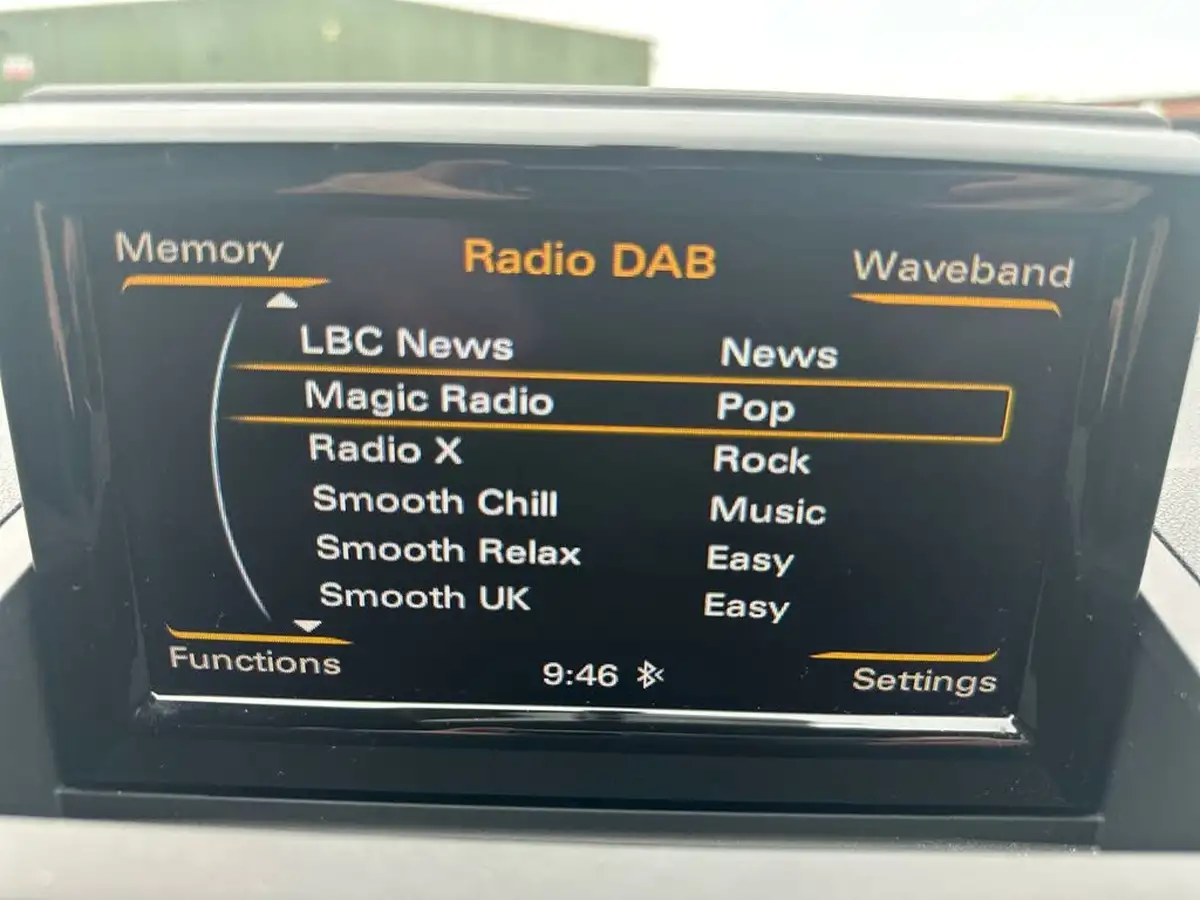 Memory Radio DAB Waveband
LBC News News
Magic Radio Pop
Radio X Rock
Smooth Chill Music
Smooth Relax Easy
Smooth UK Easy
Functions 9:46 Settings